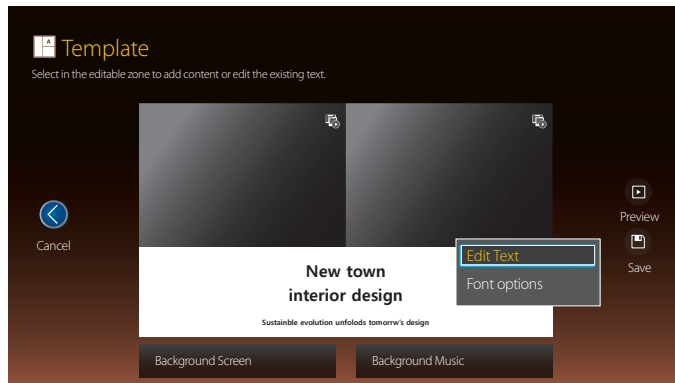 Template
Select in the editable zone to add content or edit the existing text.
Cancel
Preview
Save
Edit Text
Font options
New town
interior design
Sustainble evolution unfolods tomorrw's design
Background Screen
Background Music